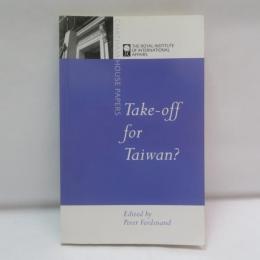 THE ROYAL INSTITUTE
OF INTERNATIONAL
AFFAIRS
HOUSE PAPERS
Take-off
for
Taiwan?
Edited by
Peter Ferdinand